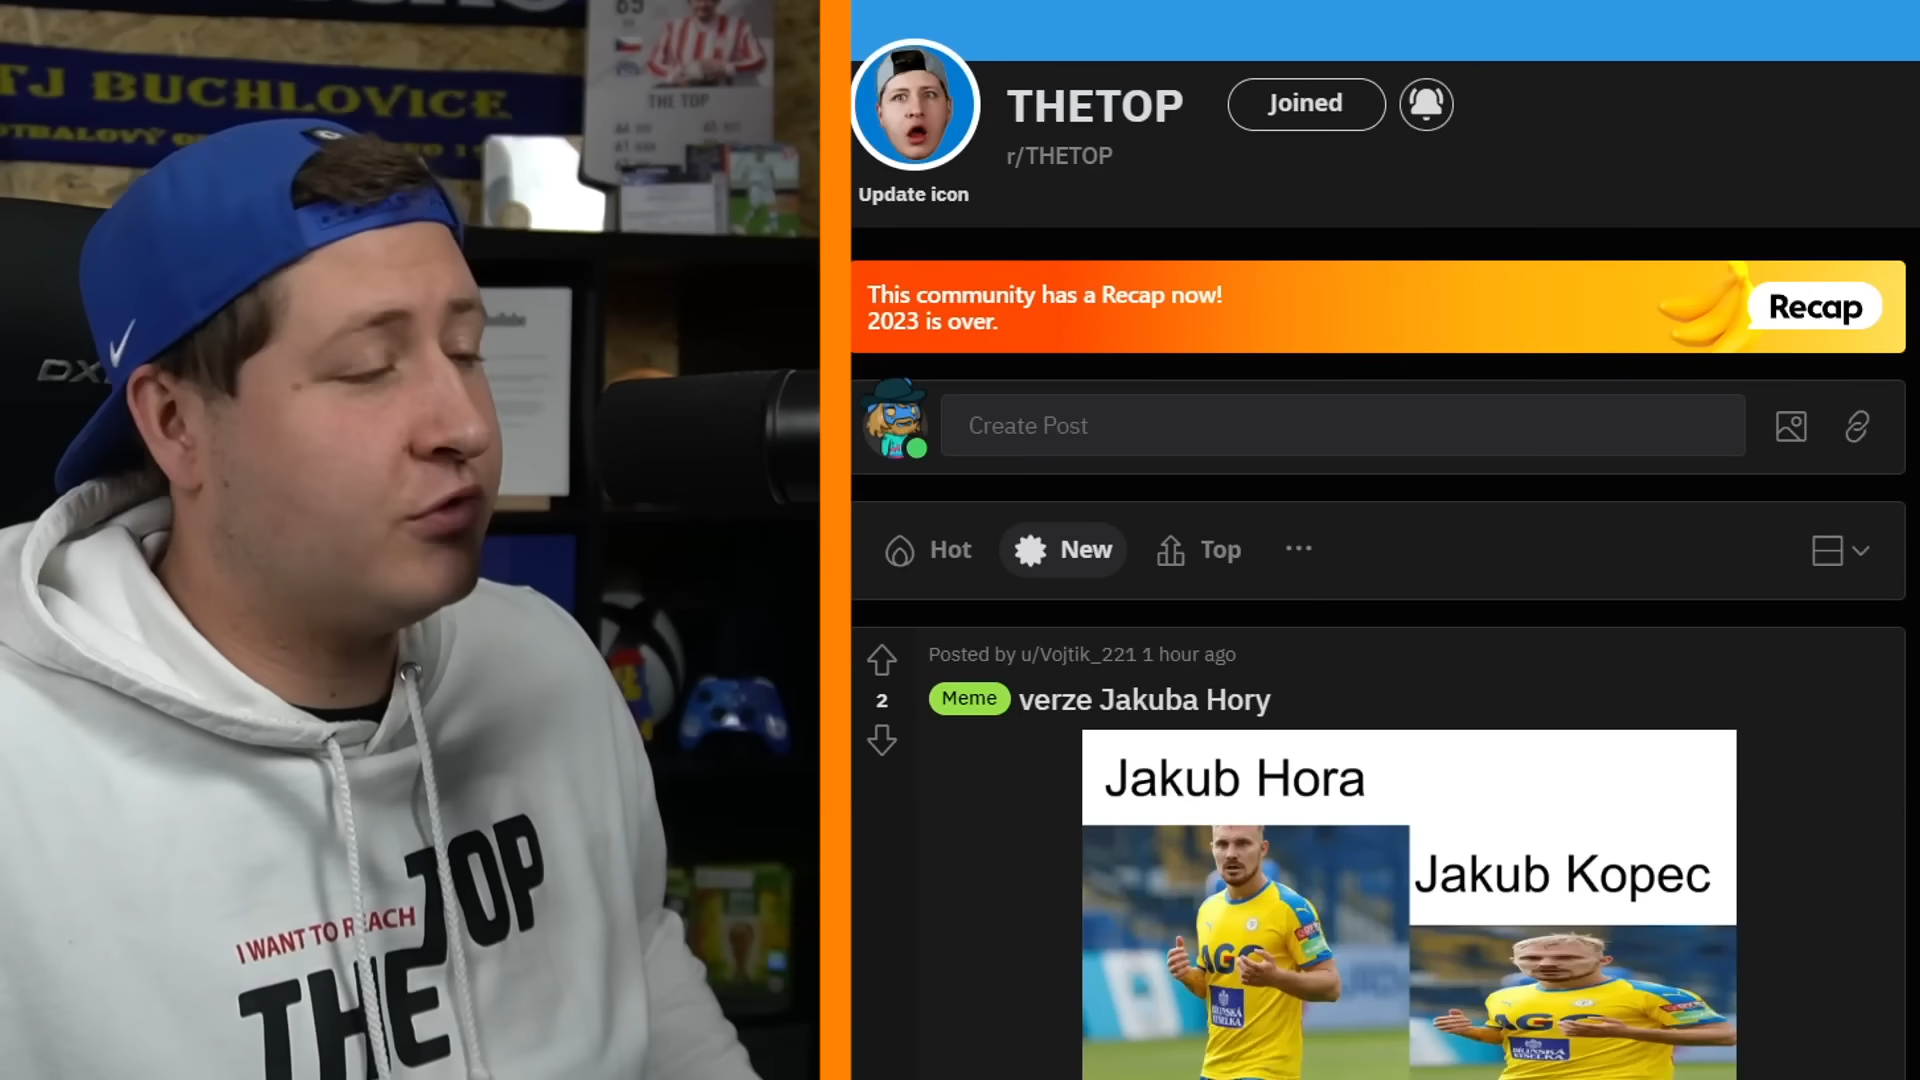 TJ BUCHLOVICE
THE TOP
I WANT TO REACH
THE TOP
THETOP
Joined
r/THETOP
Update icon
This community has a Recap now!
2023 is over.
Recap
Create Post
Hot
New
Top
Posted by u/Vojtik_221 1 hour ago
2
Meme
verze Jakuba Hory
Jakub Hora
Jakub Kopec